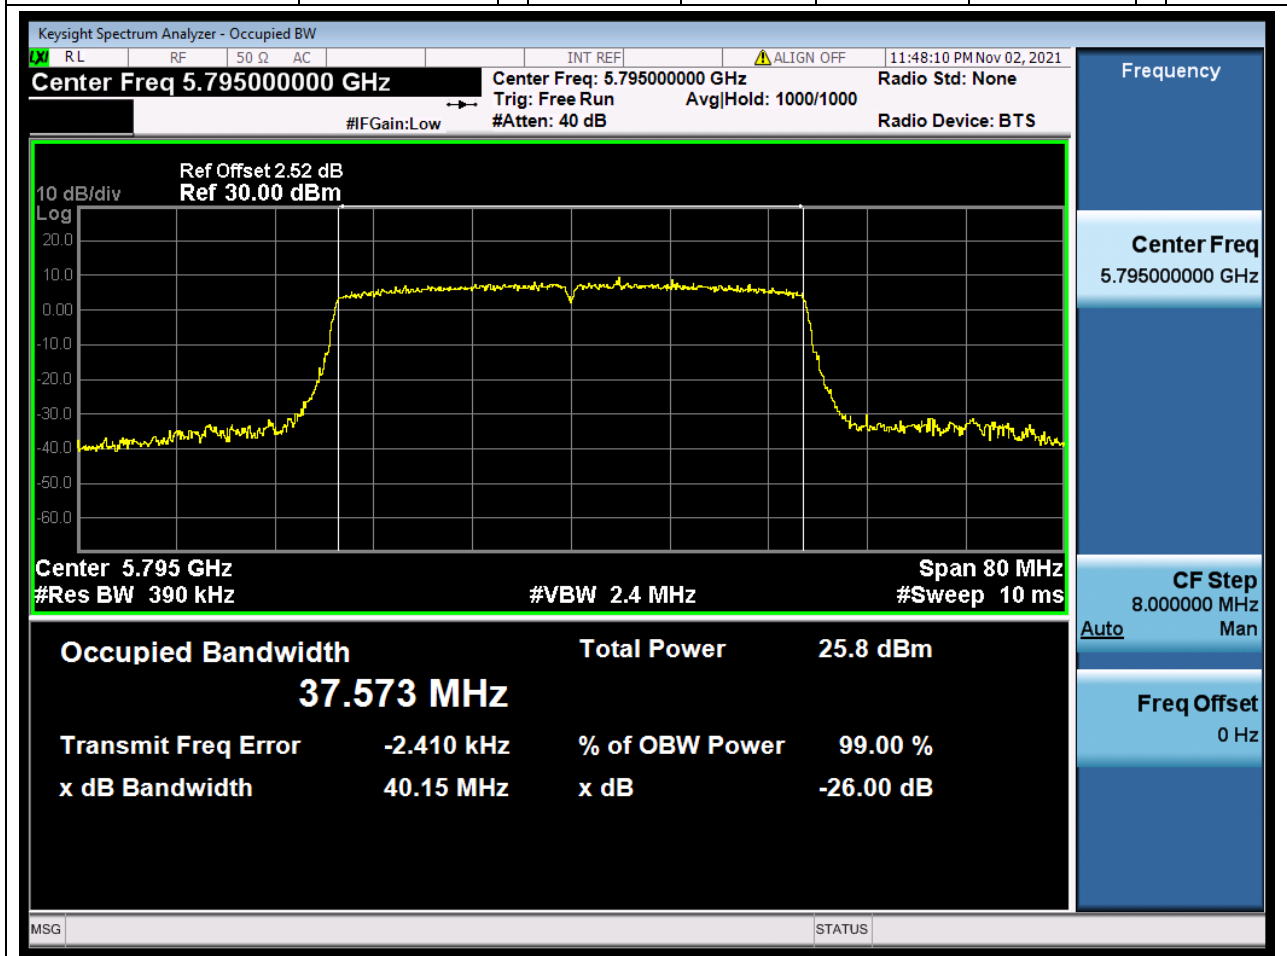 Keysight Spectrum Analyzer - Occupied BW
LXI RL RF 50 Ω AC INT REF ALIGN OFF 11:48:10 PM Nov 02, 2021
Center Freq 5.795000000 GHz
Center Freq: 5.795000000 GHz Radio Std: None
Trig: Free Run Avg|Hold: 1000/1000
#IFGain:Low #Atten: 40 dB Radio Device: BTS
Ref Offset 2.52 dB
10 dB/div Ref 30.00 dBm
Log
20.0
10.0
0.00
-10.0
-20.0
-30.0
-40.0
-50.0
-60.0
Center 5.795 GHz Span 80 MHz
#Res BW 390 kHz #VBW 2.4 MHz #Sweep 10 ms
Occupied Bandwidth Total Power 25.8 dBm
37.573 MHz
Transmit Freq Error -2.410 kHz % of OBW Power 99.00 %
x dB Bandwidth 40.15 MHz x dB -26.00 dB
Frequency
Center Freq
5.795000000 GHz
CF Step
8.000000 MHz
Auto Man
Freq Offset
0 Hz
MSG STATUS